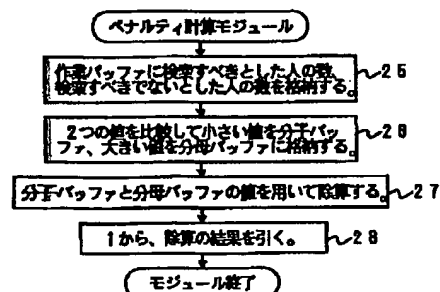 ペナルティ計算モジュール
作業バッファに検索すべきとした人の数、
検索すべきでないとした人の数を格納する。
25
2つの値を比較して小さい値を分子バッ
ファ、大きい値を分母バッファに格納する。
26
分子バッファと分母バッファの値を用いて除算する。
27
1から、除算の結果を引く。
28
モジュール終了